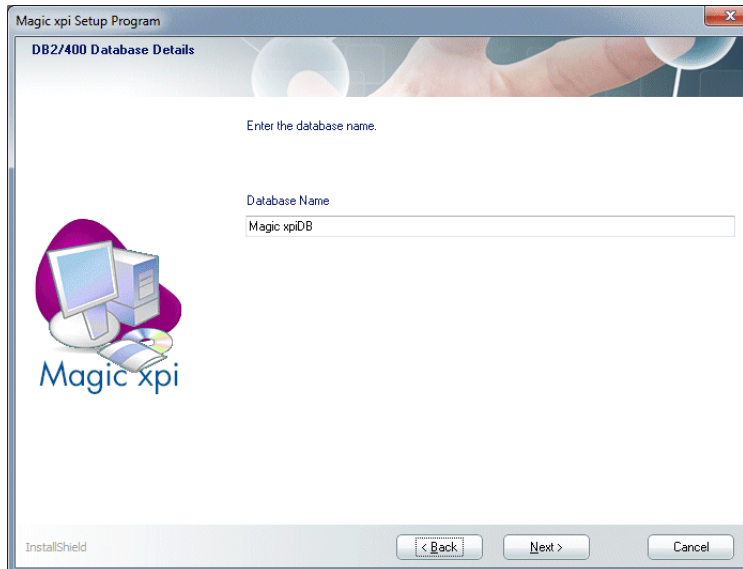 Magic xpi Setup Program
DB2/400 Database Details
Enter the database name.
Database Name
Magic xpiDB
Magic xpi
InstallShield
< Back
Next >
Cancel